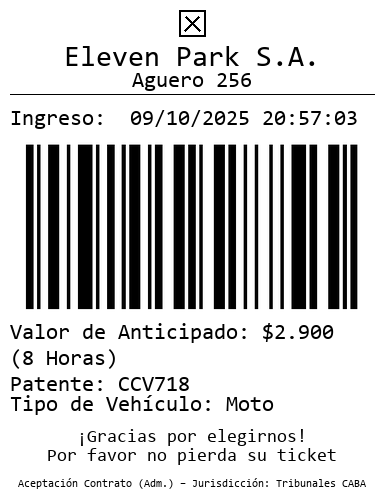 Eleven Park S.A.
Aguero 256
Ingreso: 09/10/2025 20:57:03
Valor de Anticipado: $2.900
(8 Horas)
Patente: CCV718
Tipo de Vehículo: Moto
¡Gracias por elegirnos!
Por favor no pierda su ticket
Aceptación Contrato (Adm.) – Jurisdicción: Tribunales CABA